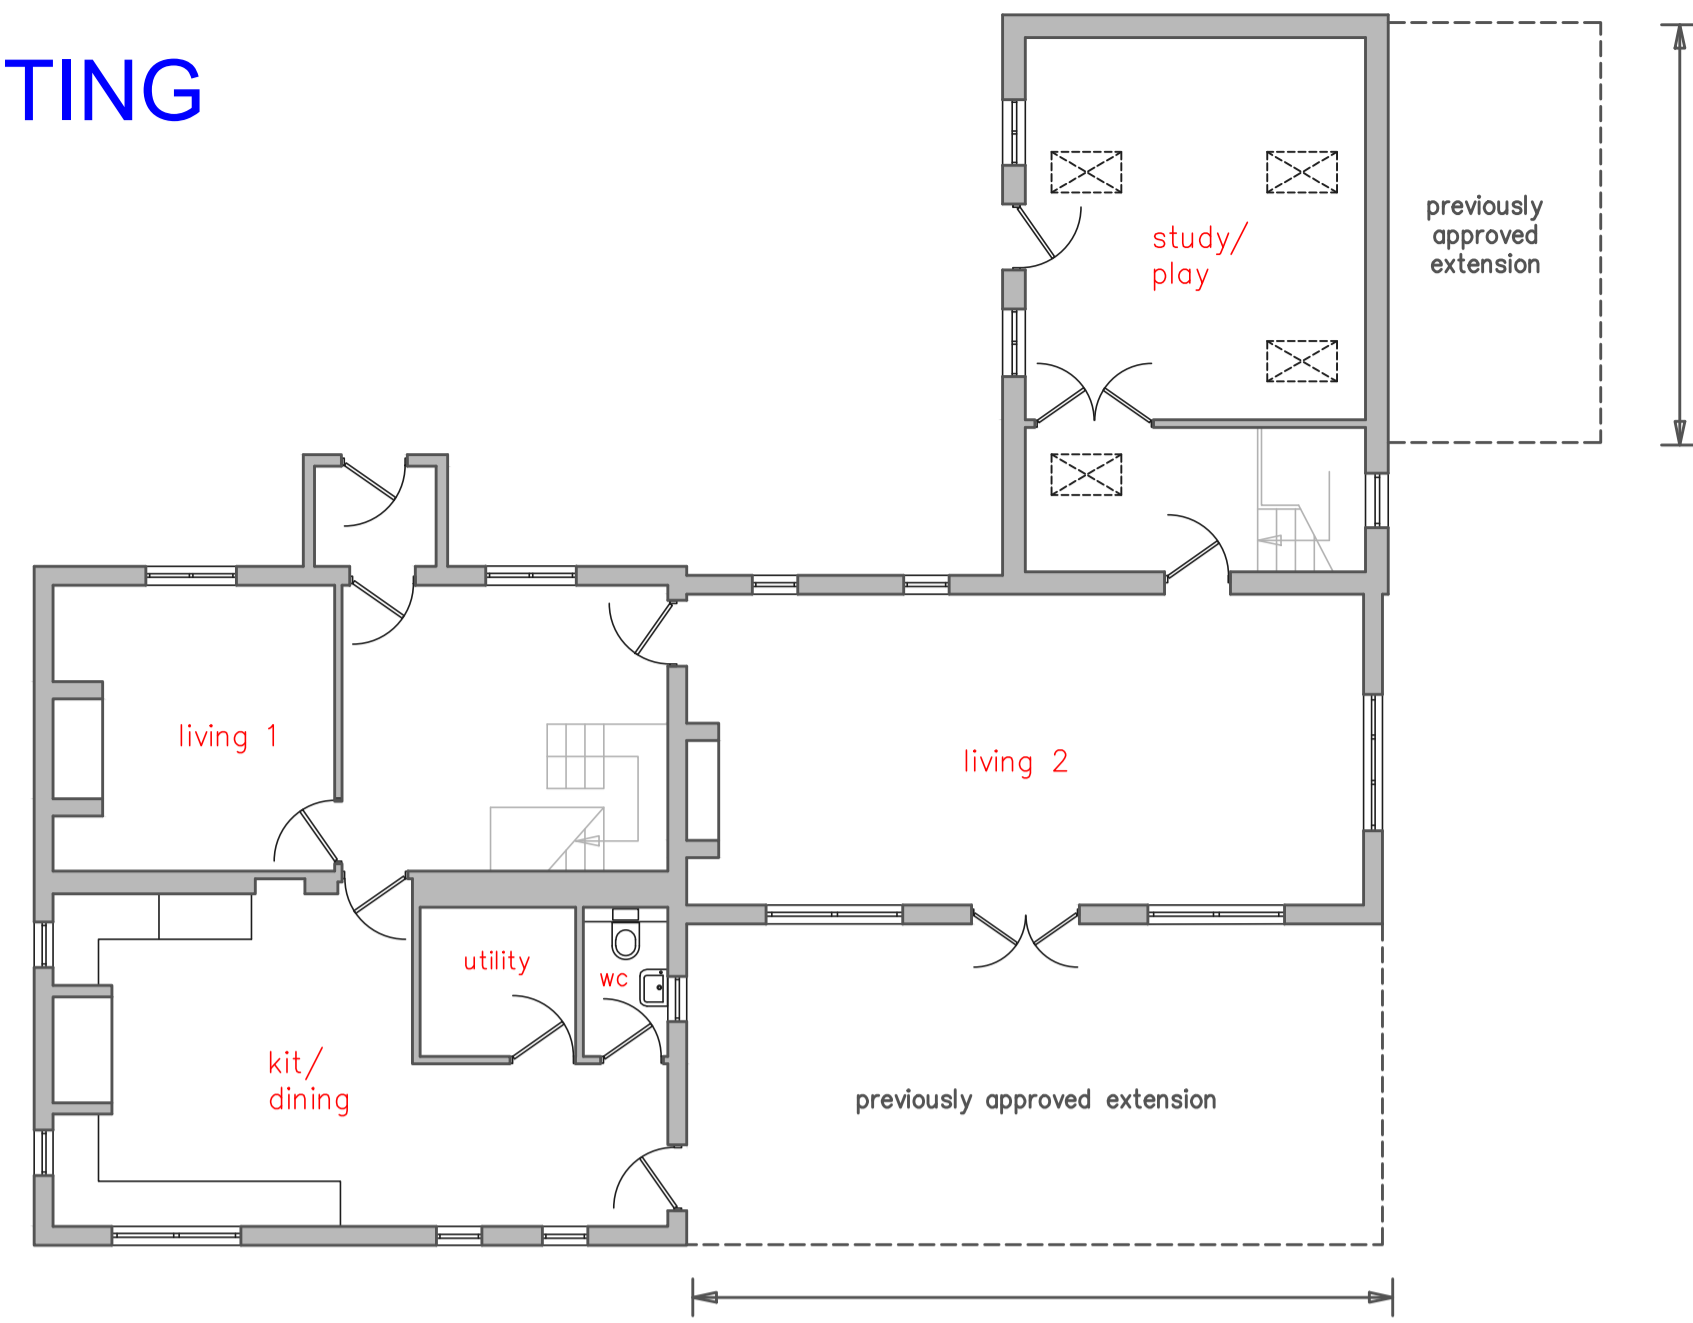 TING
previously
approved
extension
study/
play
living 1
living 2
utility
wc
kit/
dining
previously approved extension